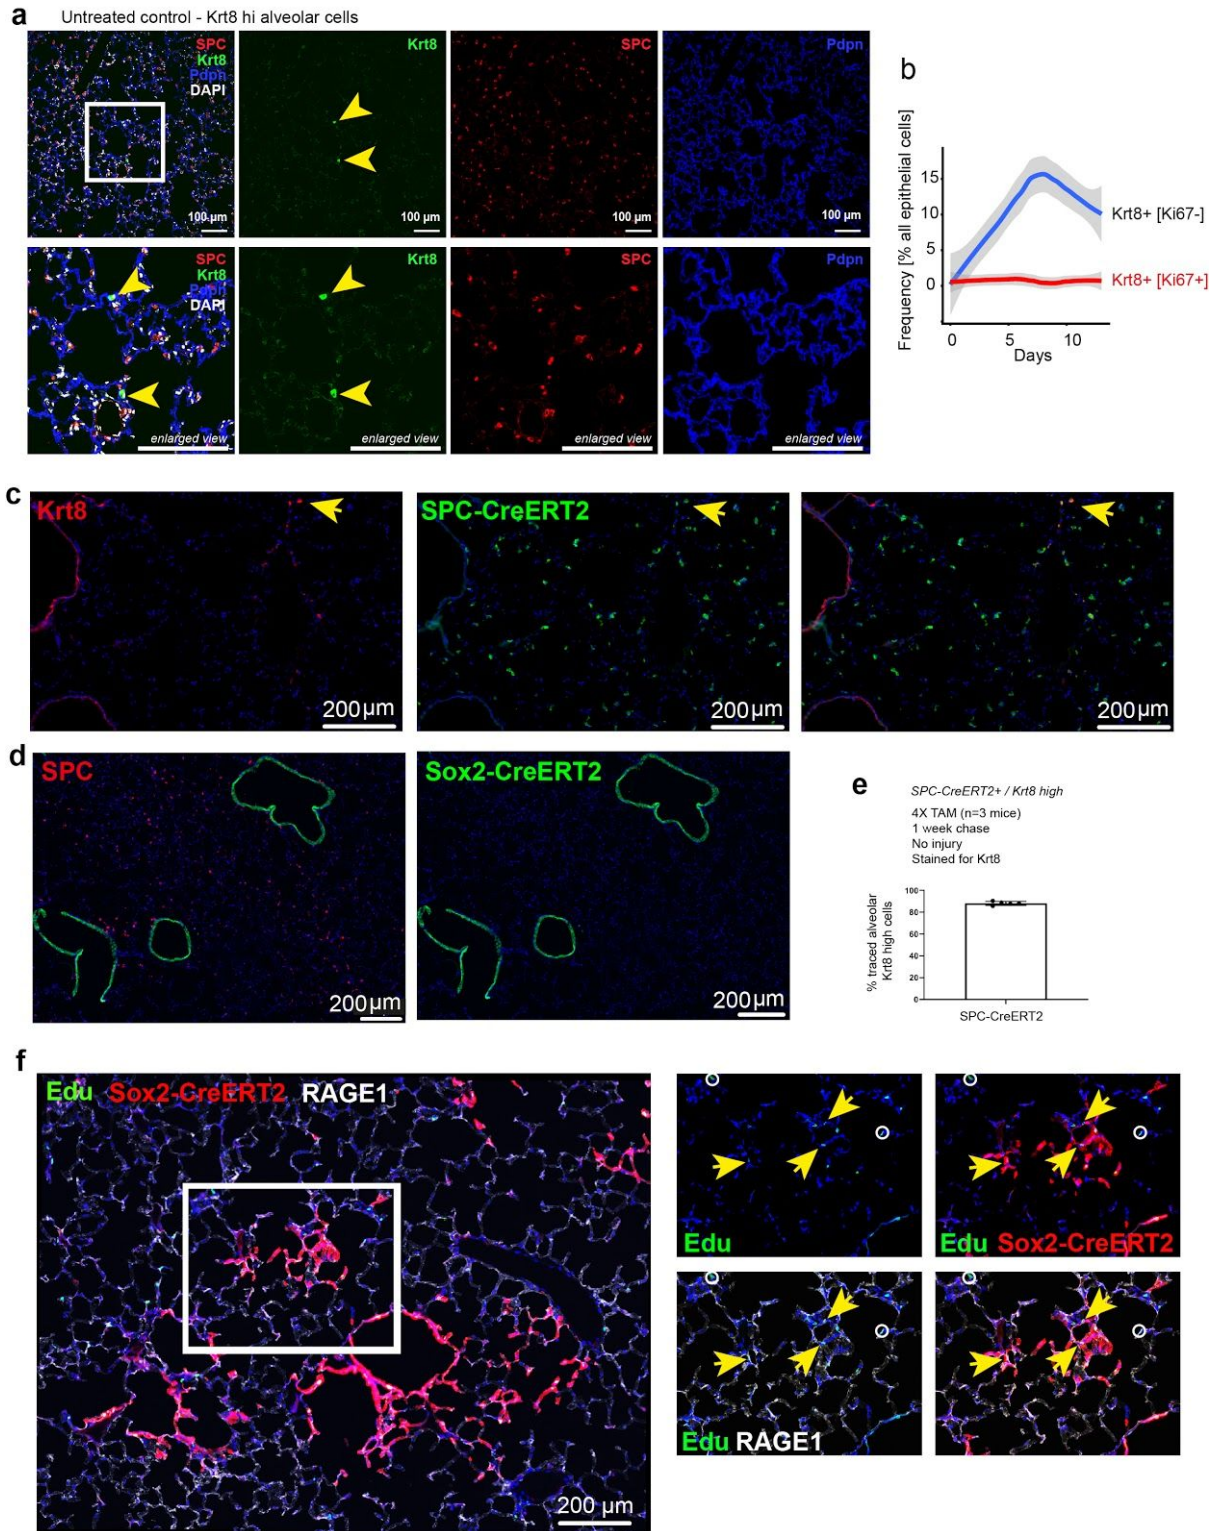 a
Untreated control - Krt8 hi alveolar cells
SPC
Krt8
Pdpn
DAPI
100 µm
Krt8
100 µm
SPC
100 µm
Pdpn
100 µm
SPC
Krt8
Pdpn
DAPI
enlarged view
Krt8
enlarged view
SPC
enlarged view
Pdpn
enlarged view
b
Frequency [% all epithelial cells]
15
10
5
0
0
5
10
Days
Krt8+ [Ki67-]
Krt8+ [Ki67+]
c
Krt8
200µm
SPC-CreERT2
200µm
200µm
d
SPC
200µm
Sox2-CreERT2
200µm
e
SPC-CreERT2+ / Krt8 high
4X TAM (n=3 mice)
1 week chase
No injury
Stained for Krt8
% traced alveolar
Krt8 high cells
100
80
60
40
20
0
SPC-CreERT2
f
Edu Sox2-CreERT2 RAGE1
200 µm
Edu
Edu Sox2-CreERT2
Edu RAGE1